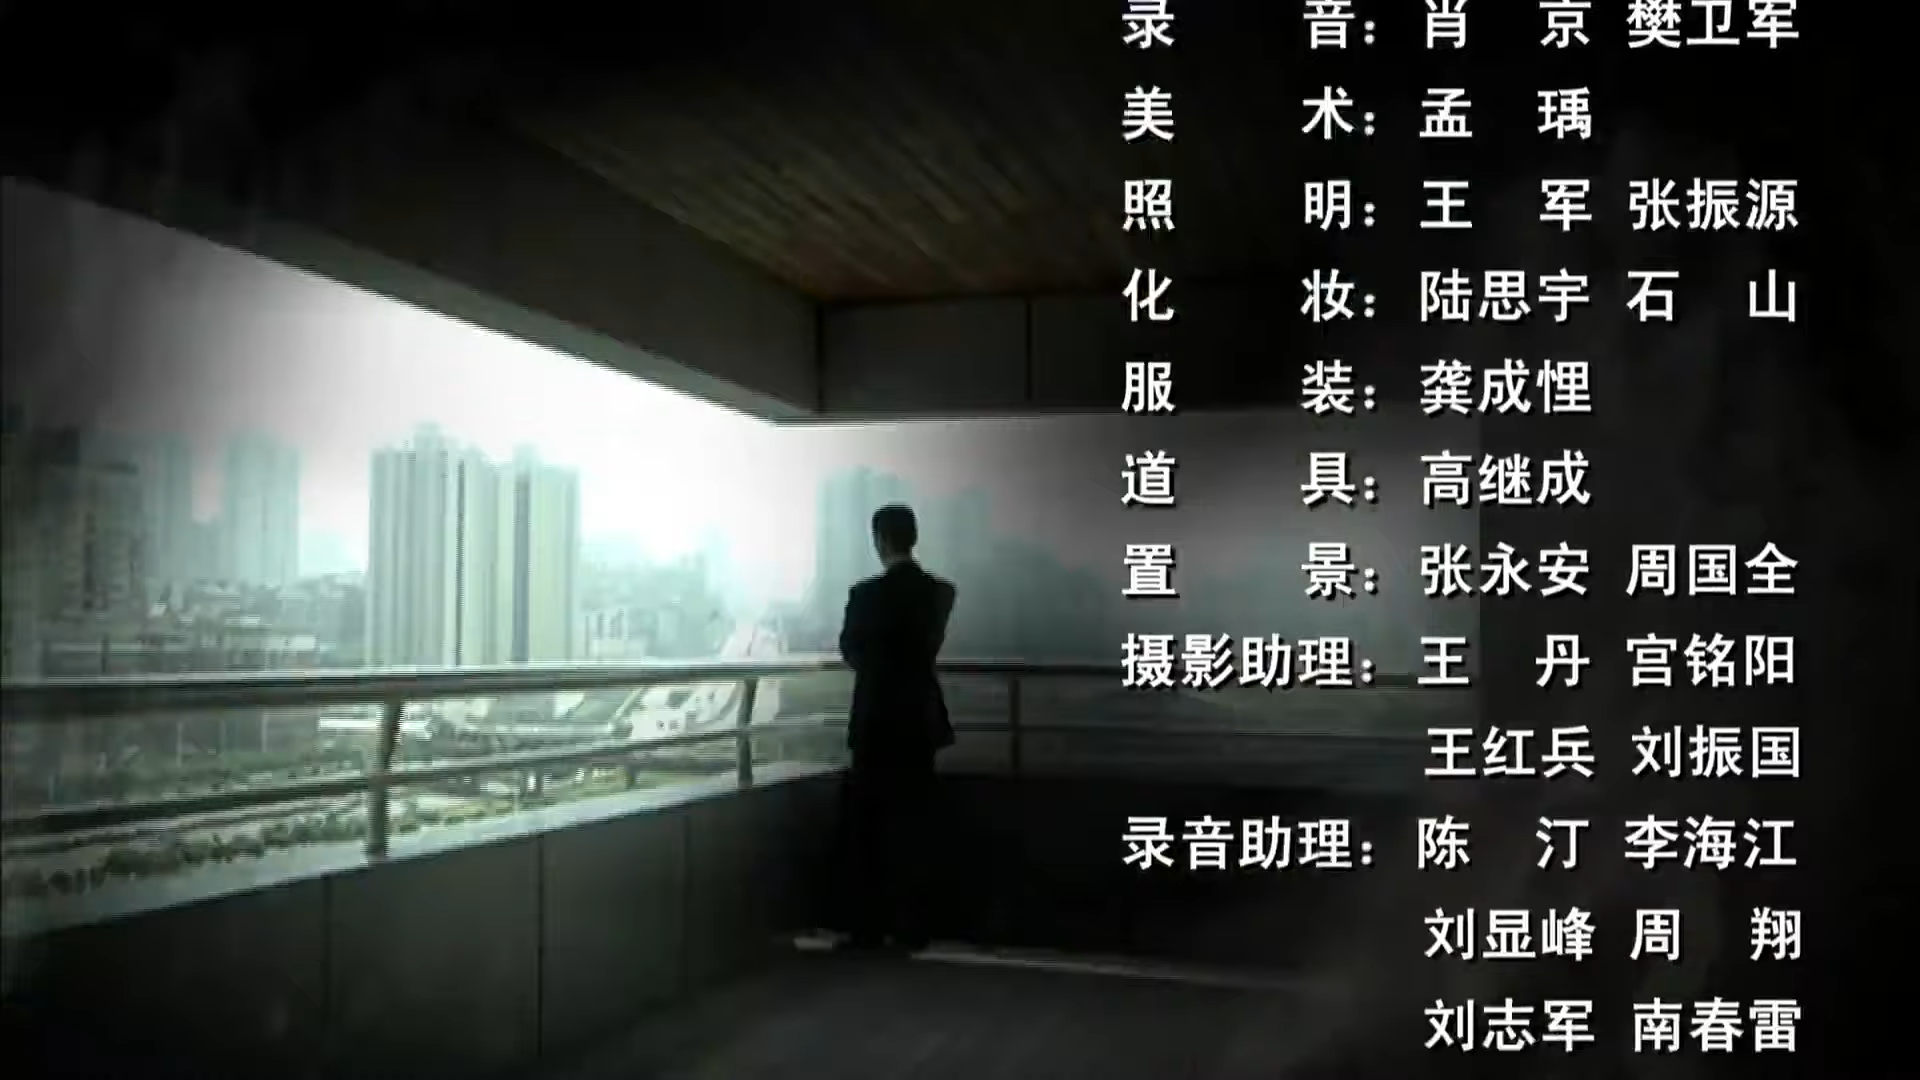 录音：肖京 樊卫军
美术：孟瑀
照明：王军 张振源
化妆：陆思宇 石山
服装：龚成悝
道具：高继成
置景：张永安 周国全
摄影助理：王丹 宫铭阳
王红兵 刘振国
录音助理：陈汀 李海江
刘显峰 周翔
刘志军 南春雷